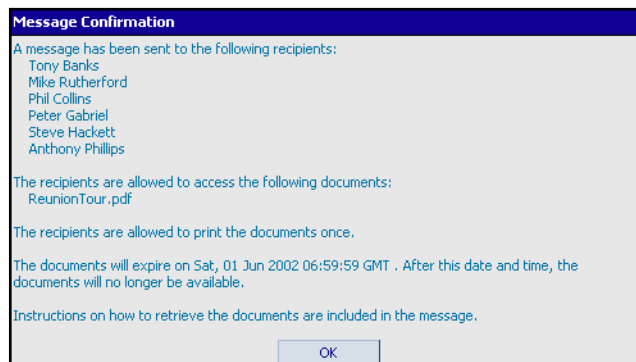 Message Confirmation
A message has been sent to the following recipients:
Tony Banks
Mike Rutherford
Phil Collins
Peter Gabriel
Steve Hackett
Anthony Phillips
The recipients are allowed to access the following documents:
ReunionTour.pdf
The recipients are allowed to print the documents once.
The documents will expire on Sat, 01 Jun 2002 06:59:59 GMT . After this date and time, the
documents will no longer be available.
Instructions on how to retrieve the documents are included in the message.
OK